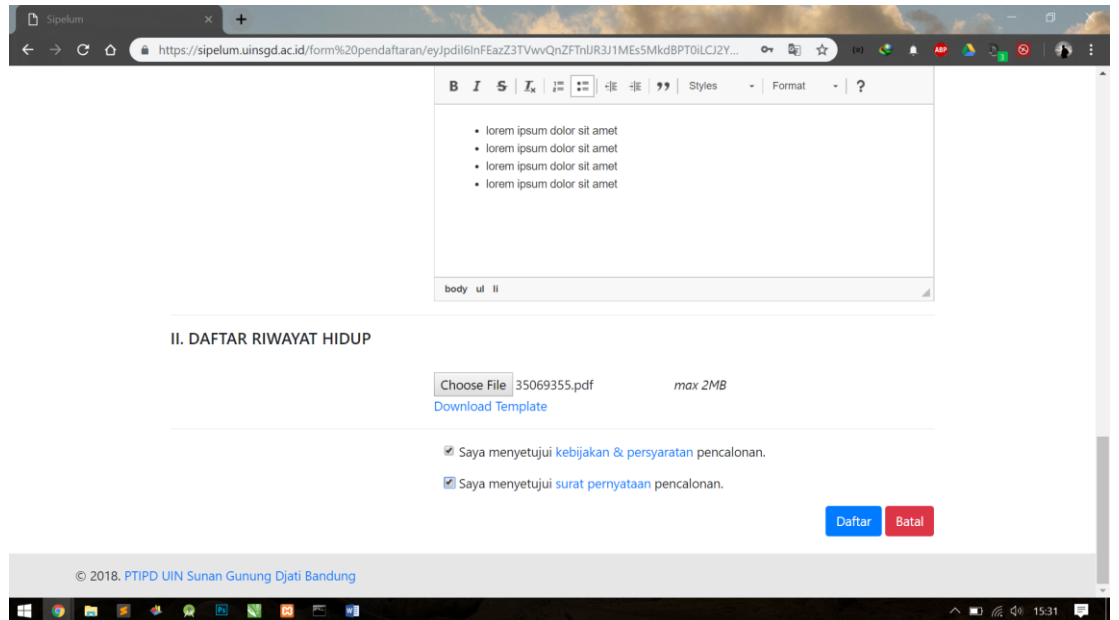 Sipelum
https://sipelum.uinsgd.ac.id/form%20pendaftaran/
B I S Ix Styles Format ?
• lorem ipsum dolor sit amet
• lorem ipsum dolor sit amet
• lorem ipsum dolor sit amet
• lorem ipsum dolor sit amet
body ul li
II. DAFTAR RIWAYAT HIDUP
Choose File 35069355.pdf max 2MB
Download Template
Saya menyetujui kebijakan & persyaratan pencalonan.
Saya menyetujui surat pernyataan pencalonan.
Daftar Batal
© 2018. PTIPD UIN Sunan Gunung Djati Bandung
15:31